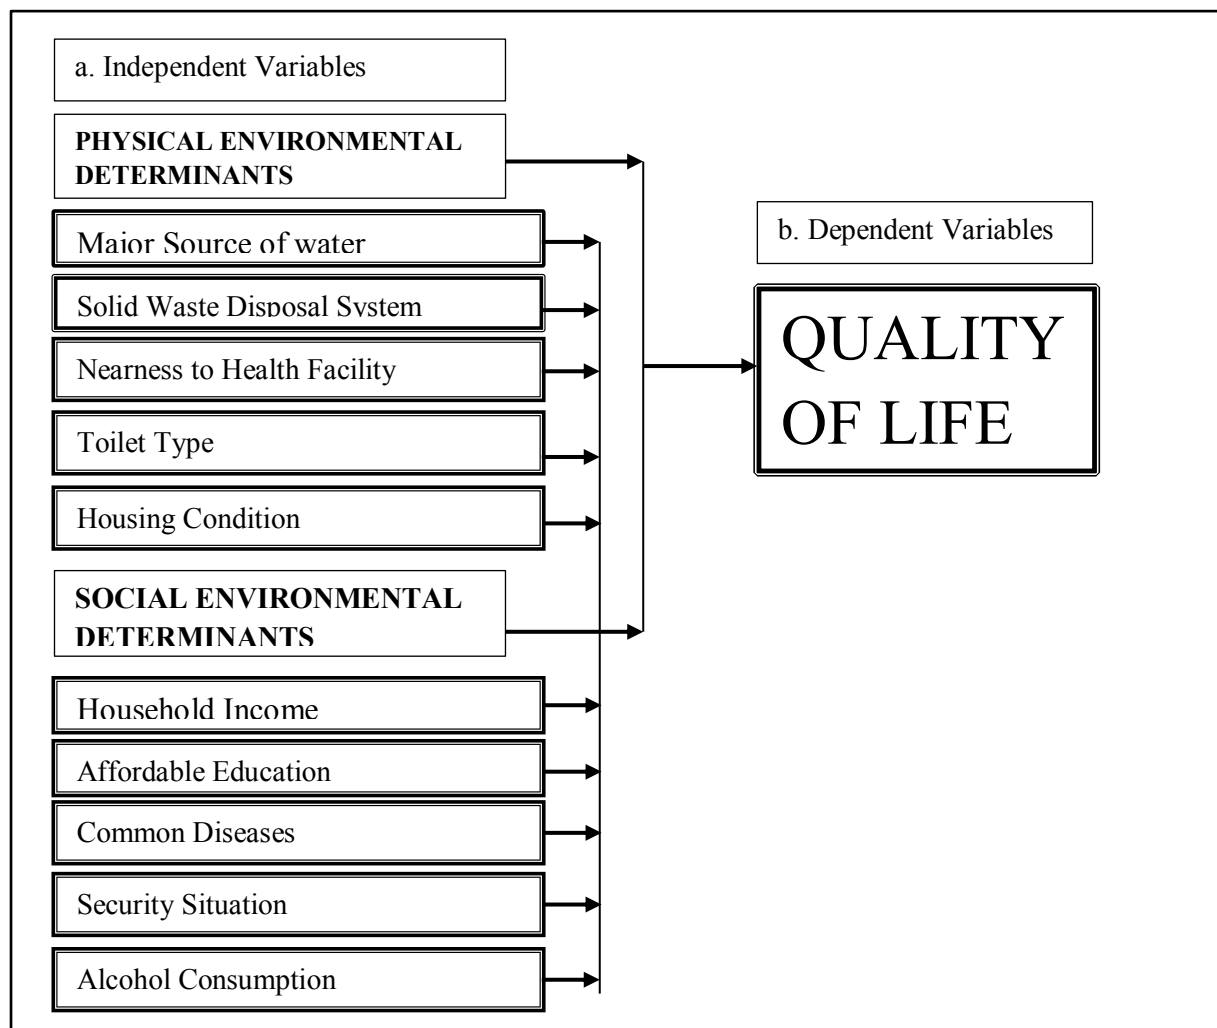 a. Independent Variables
PHYSICAL ENVIRONMENTAL
DETERMINANTS
Major Source of water
Solid Waste Disposal System
Nearness to Health Facility
Toilet Type
Housing Condition
SOCIAL ENVIRONMENTAL
DETERMINANTS
Household Income
Affordable Education
Common Diseases
Security Situation
Alcohol Consumption
b. Dependent Variables
QUALITY
OF LIFE